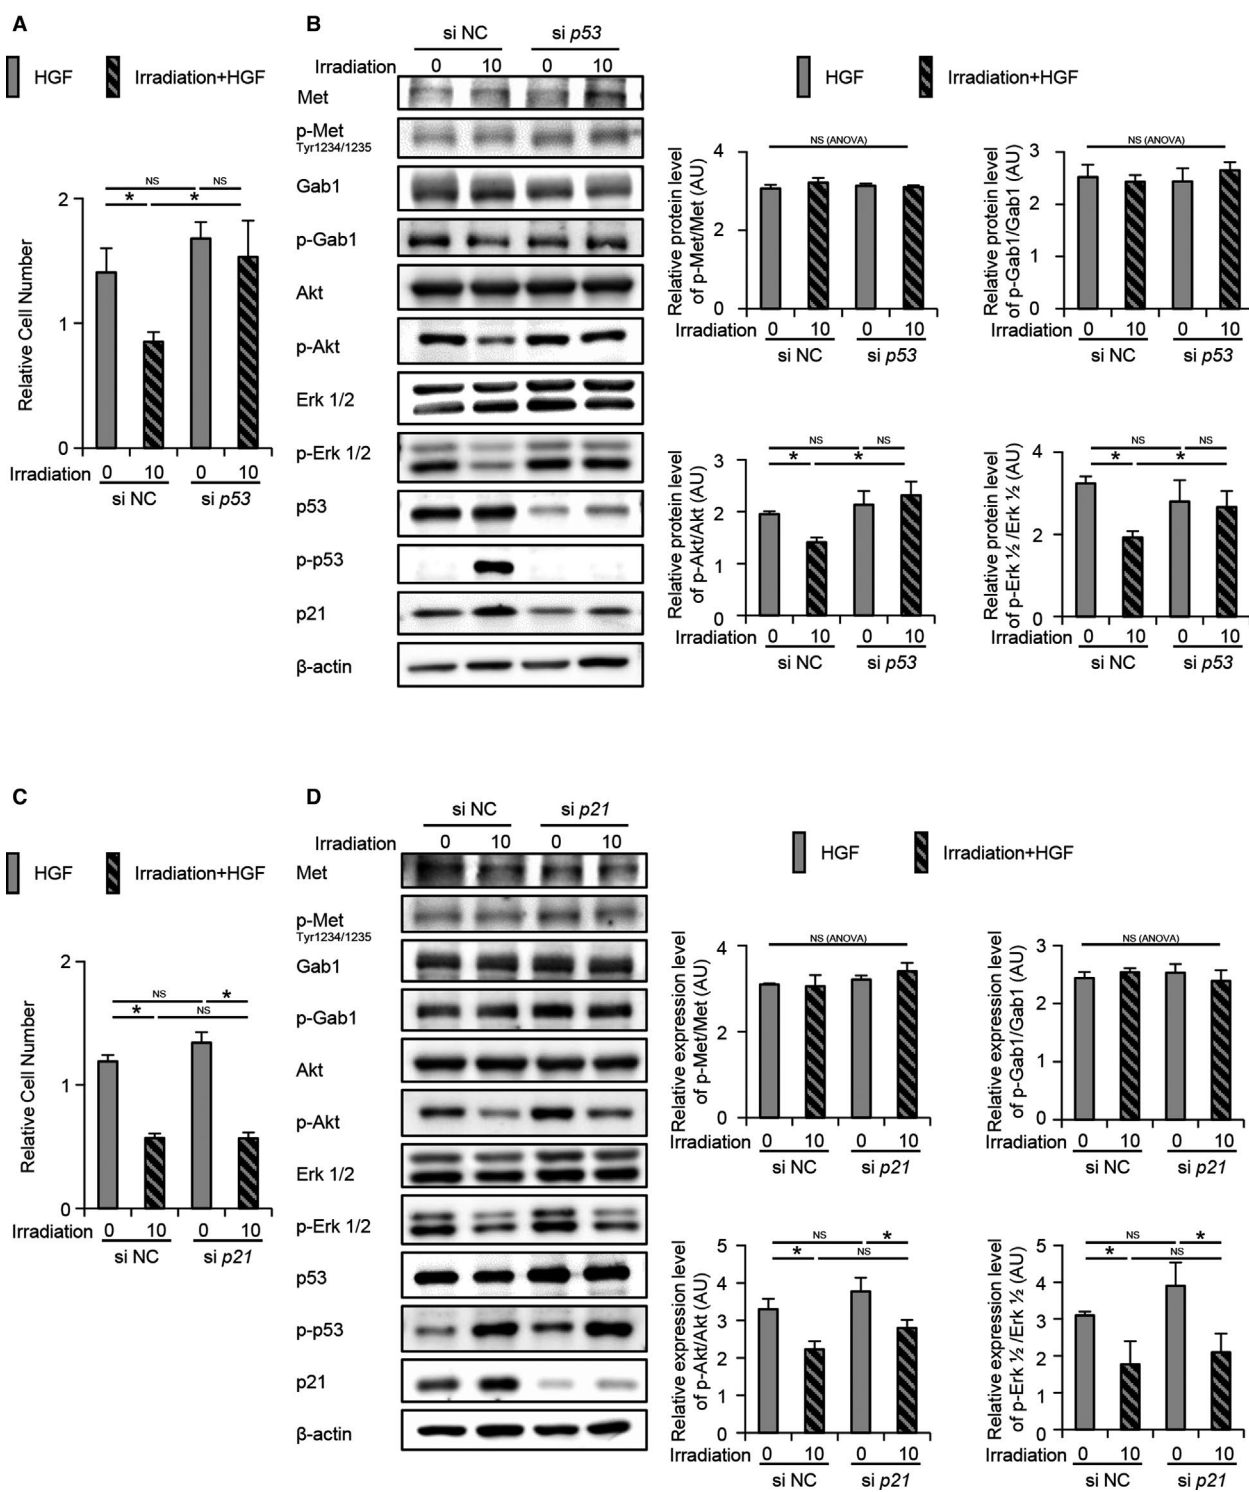 A
HGF
Irradiation+HGF
NS
NS
*
*
2
1
0
Relative Cell Number
Irradiation
0
10
0
10
si NC
si p53
B
si NC
si p53
Irradiation
0
10
0
10
Met
p-Met
Tyr1234/1235
Gab1
p-Gab1
Akt
p-Akt
Erk 1/2
p-Erk 1/2
p53
p-p53
p21
β-actin
HGF
Irradiation+HGF
NS (ANOVA)
4
2
0
Relative protein level
of p-Met/Met (AU)
Irradiation
0
10
0
10
si NC
si p53
NS (ANOVA)
3
2
1
0
Relative protein level
of p-Gab1/Gab1 (AU)
Irradiation
0
10
0
10
si NC
si p53
NS
NS
*
*
3
2
1
0
Relative protein level
of p-Akt/Akt (AU)
Irradiation
0
10
0
10
si NC
si p53
NS
NS
*
*
4
2
0
Relative protein level
of p-Erk ½ /Erk ½ (AU)
Irradiation
0
10
0
10
si NC
si p53
C
HGF
Irradiation+HGF
NS
*
*
NS
2
1
0
Relative Cell Number
Irradiation
0
10
0
10
si NC
si p21
D
si NC
si p21
Irradiation
0
10
0
10
Met
p-Met
Tyr1234/1235
Gab1
p-Gab1
Akt
p-Akt
Erk 1/2
p-Erk 1/2
p53
p-p53
p21
β-actin
HGF
Irradiation+HGF
NS (ANOVA)
4
2
0
Relative expression level
of p-Met/Met (AU)
Irradiation
0
10
0
10
si NC
si p21
NS (ANOVA)
3
2
1
0
Relative expression level
of p-Gab1/Gab1 (AU)
Irradiation
0
10
0
10
si NC
si p21
NS
*
*
NS
5
4
3
2
1
0
Relative expression level
of p-Akt/Akt (AU)
Irradiation
0
10
0
10
si NC
si p21
NS
*
*
NS
5
4
3
2
1
0
Relative expression level
of p-Erk ½ /Erk ½ (AU)
Irradiation
0
10
0
10
si NC
si p21